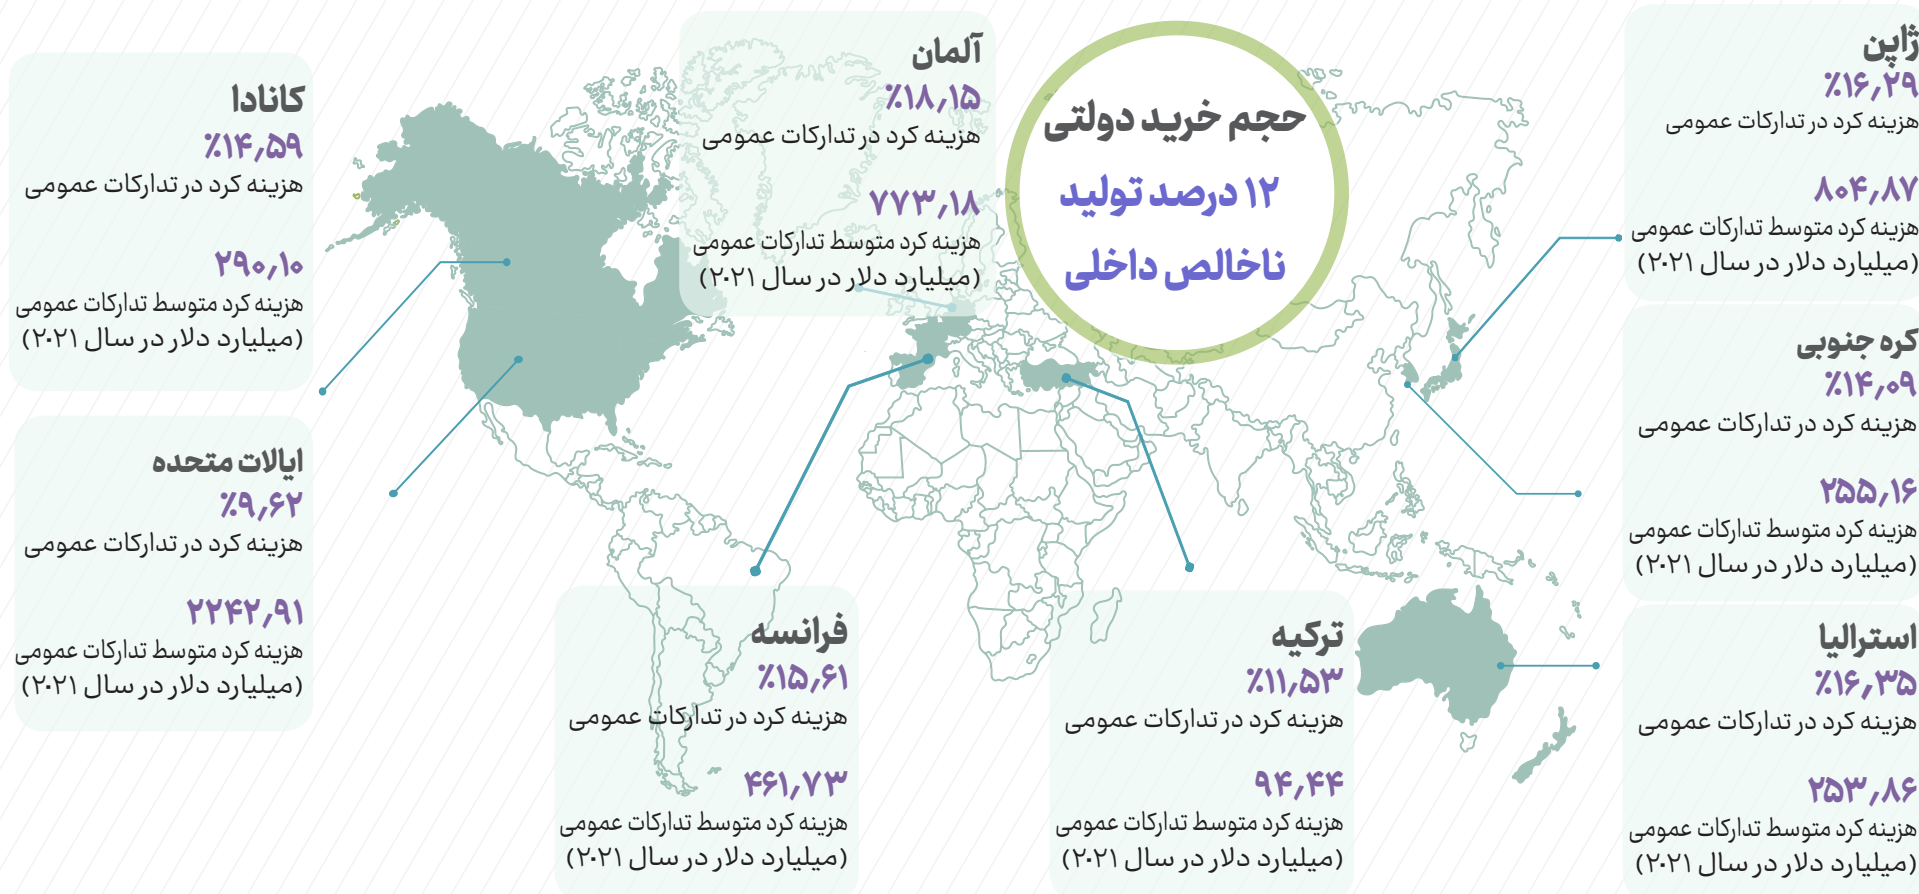 حجم خرید دولتی
۱۲ درصد تولید
ناخالص داخلی
ژاپن
٪۱۶٫۲۹
هزینه کرد در تدارکات عمومی
۸۰۴٫۸۷
هزینه کرد متوسط تدارکات عمومی
(میلیارد دلار در سال ۲۰۲۱)
کره جنوبی
٪۱۴٫۰۹
هزینه کرد در تدارکات عمومی
۲۵۵٫۱۶
هزینه کرد متوسط تدارکات عمومی
(میلیارد دلار در سال ۲۰۲۱)
استرالیا
٪۱۶٫۳۵
هزینه کرد در تدارکات عمومی
۲۵۳٫۸۶
هزینه کرد متوسط تدارکات عمومی
(میلیارد دلار در سال ۲۰۲۱)
آلمان
٪۱۸٫۱۵
هزینه کرد در تدارکات عمومی
۷۷۳٫۱۸
هزینه کرد متوسط تدارکات عمومی
(میلیارد دلار در سال ۲۰۲۱)
ترکیه
٪۱۱٫۵۳
هزینه کرد در تدارکات عمومی
۹۴٫۴۴
هزینه کرد متوسط تدارکات عمومی
(میلیارد دلار در سال ۲۰۲۱)
فرانسه
٪۱۵٫۶۱
هزینه کرد در تدارکات عمومی
۴۶۱٫۷۳
هزینه کرد متوسط تدارکات عمومی
(میلیارد دلار در سال ۲۰۲۱)
کانادا
٪۱۴٫۵۹
هزینه کرد در تدارکات عمومی
۲۹۰٫۱۰
هزینه کرد متوسط تدارکات عمومی
(میلیارد دلار در سال ۲۰۲۱)
ایالات متحده
٪۹٫۶۲
هزینه کرد در تدارکات عمومی
۲۲۴۲٫۹۱
هزینه کرد متوسط تدارکات عمومی
(میلیارد دلار در سال ۲۰۲۱)